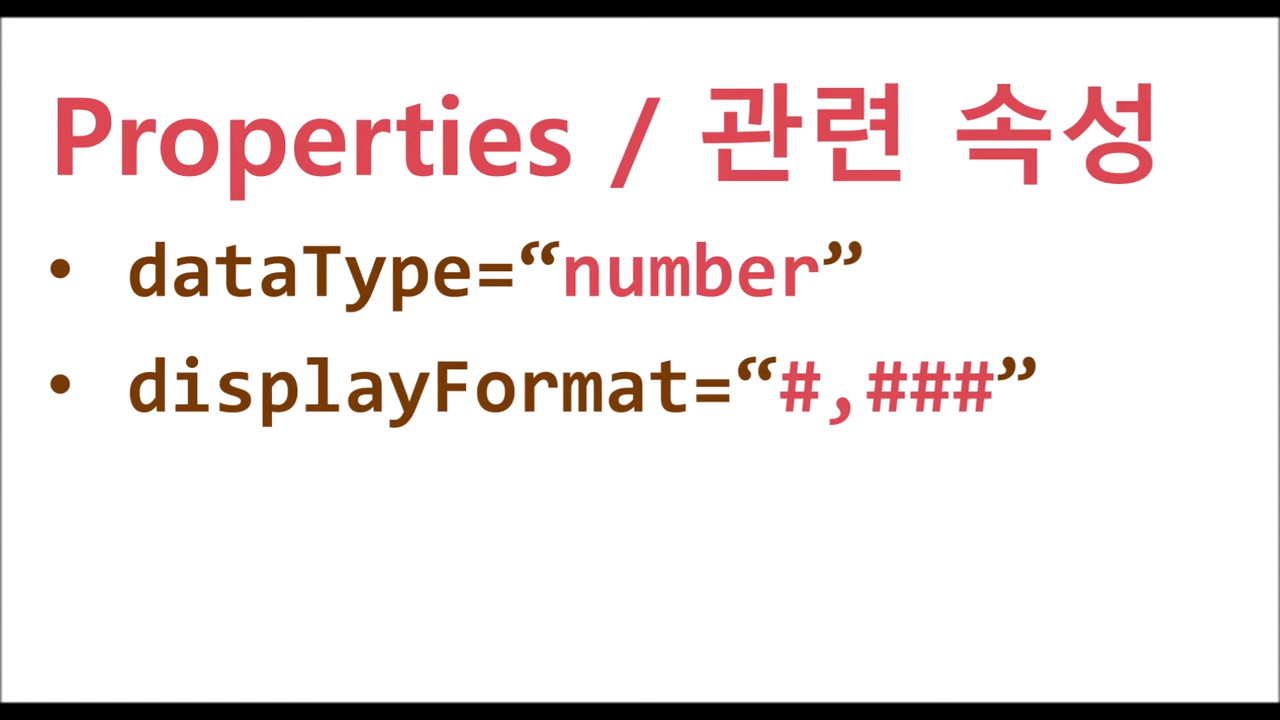 Properties / 관련 속성
• dataType=“number”
• displayFormat=“#,###”